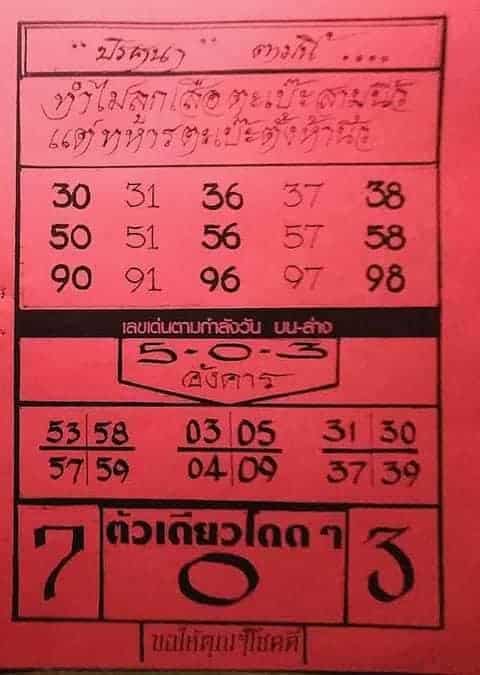 "ปริศนา" ตามนี้ ....
ทำไมลูกเสือตะเบ๊ะสามนิ้ว
แต่ทหารตะเบ๊ะตั้งห้านิ้ว
30 31 36 37 38
50 51 56 57 58
90 91 96 97 98
เลขเด่นตามกำลังวัน บน-ล่าง
5-0-3
อังคาร
53 58 03 05 31 30
57 59 04 09 37 39
ตัวเดียวโดด ๆ
7 0 3
ขอให้คุณๆโชคดี